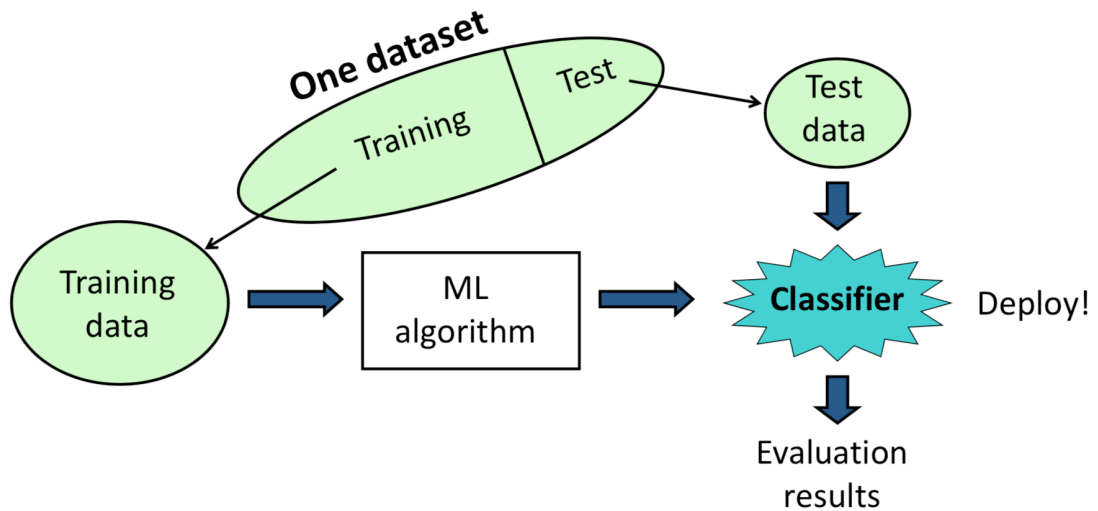 One dataset
Training
Test
Test
data
Training
data
ML
algorithm
Classifier
Deploy!
Evaluation
results